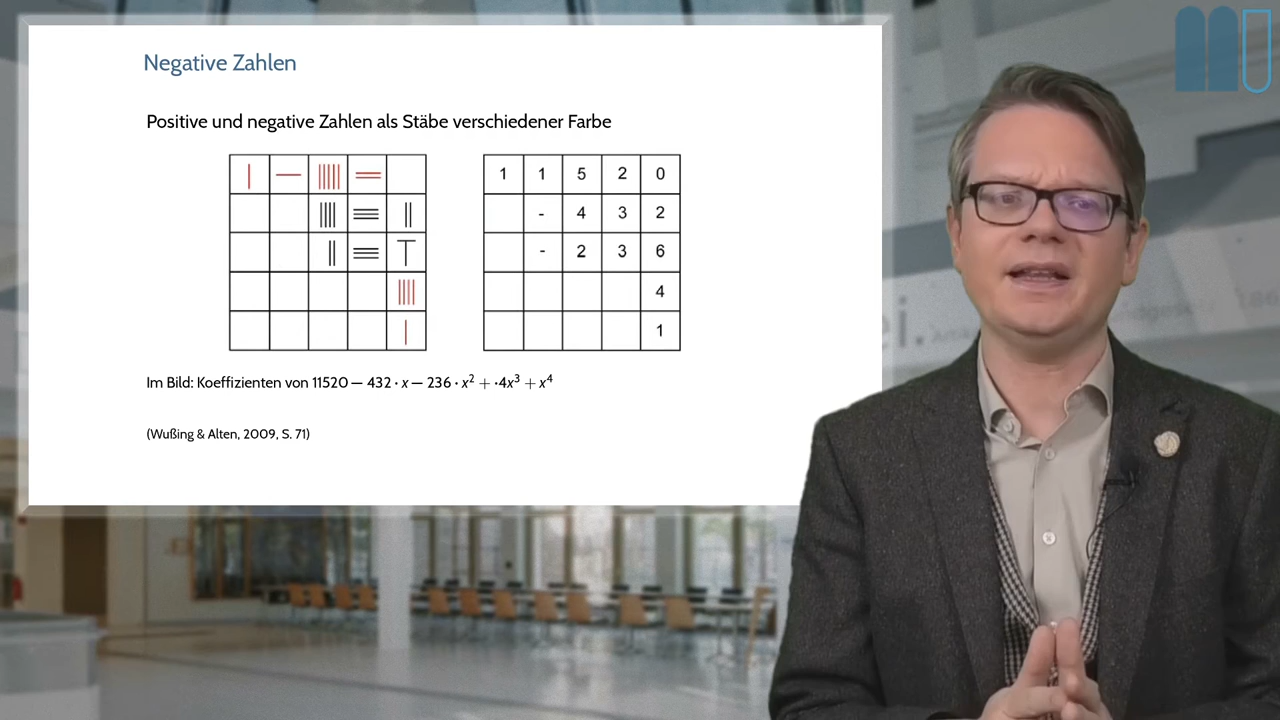 Negative Zahlen
Positive und negative Zahlen als Stäbe verschiedener Farbe
1 1 5 2 0
- 4 3 2
- 2 3 6
4
1
Im Bild: Koeffizienten von 11520 — 432 · x — 236 · x² + ·4x³ + x⁴
(Wußing & Alten, 2009, S. 71)